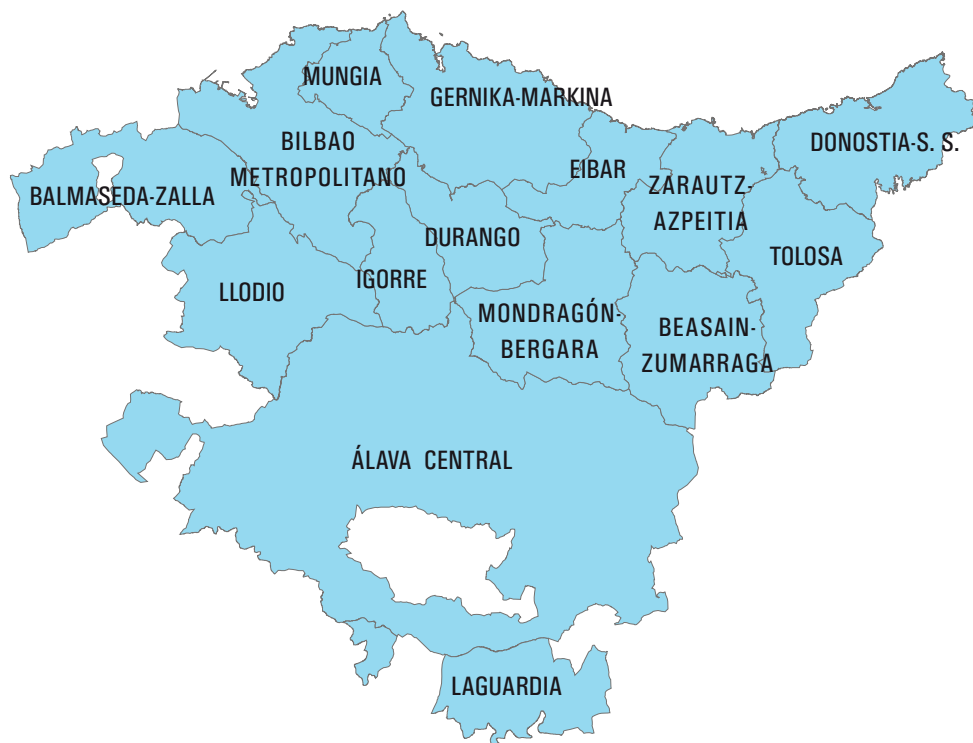 MUNGIA
GERNIKA-MARKINA
BILBAO
METROPOLITANO
DONOSTIA-S. S.
EIBAR
BALMASEDA-ZALLA
ZARAUTZ-
AZPEITIA
DURANGO
TOLOSA
LLODIO
IGORRE
MONDRAGÓN-
BERGARA
BEASAIN-
ZUMARRAGA
ÁLAVA CENTRAL
LAGUARDIA